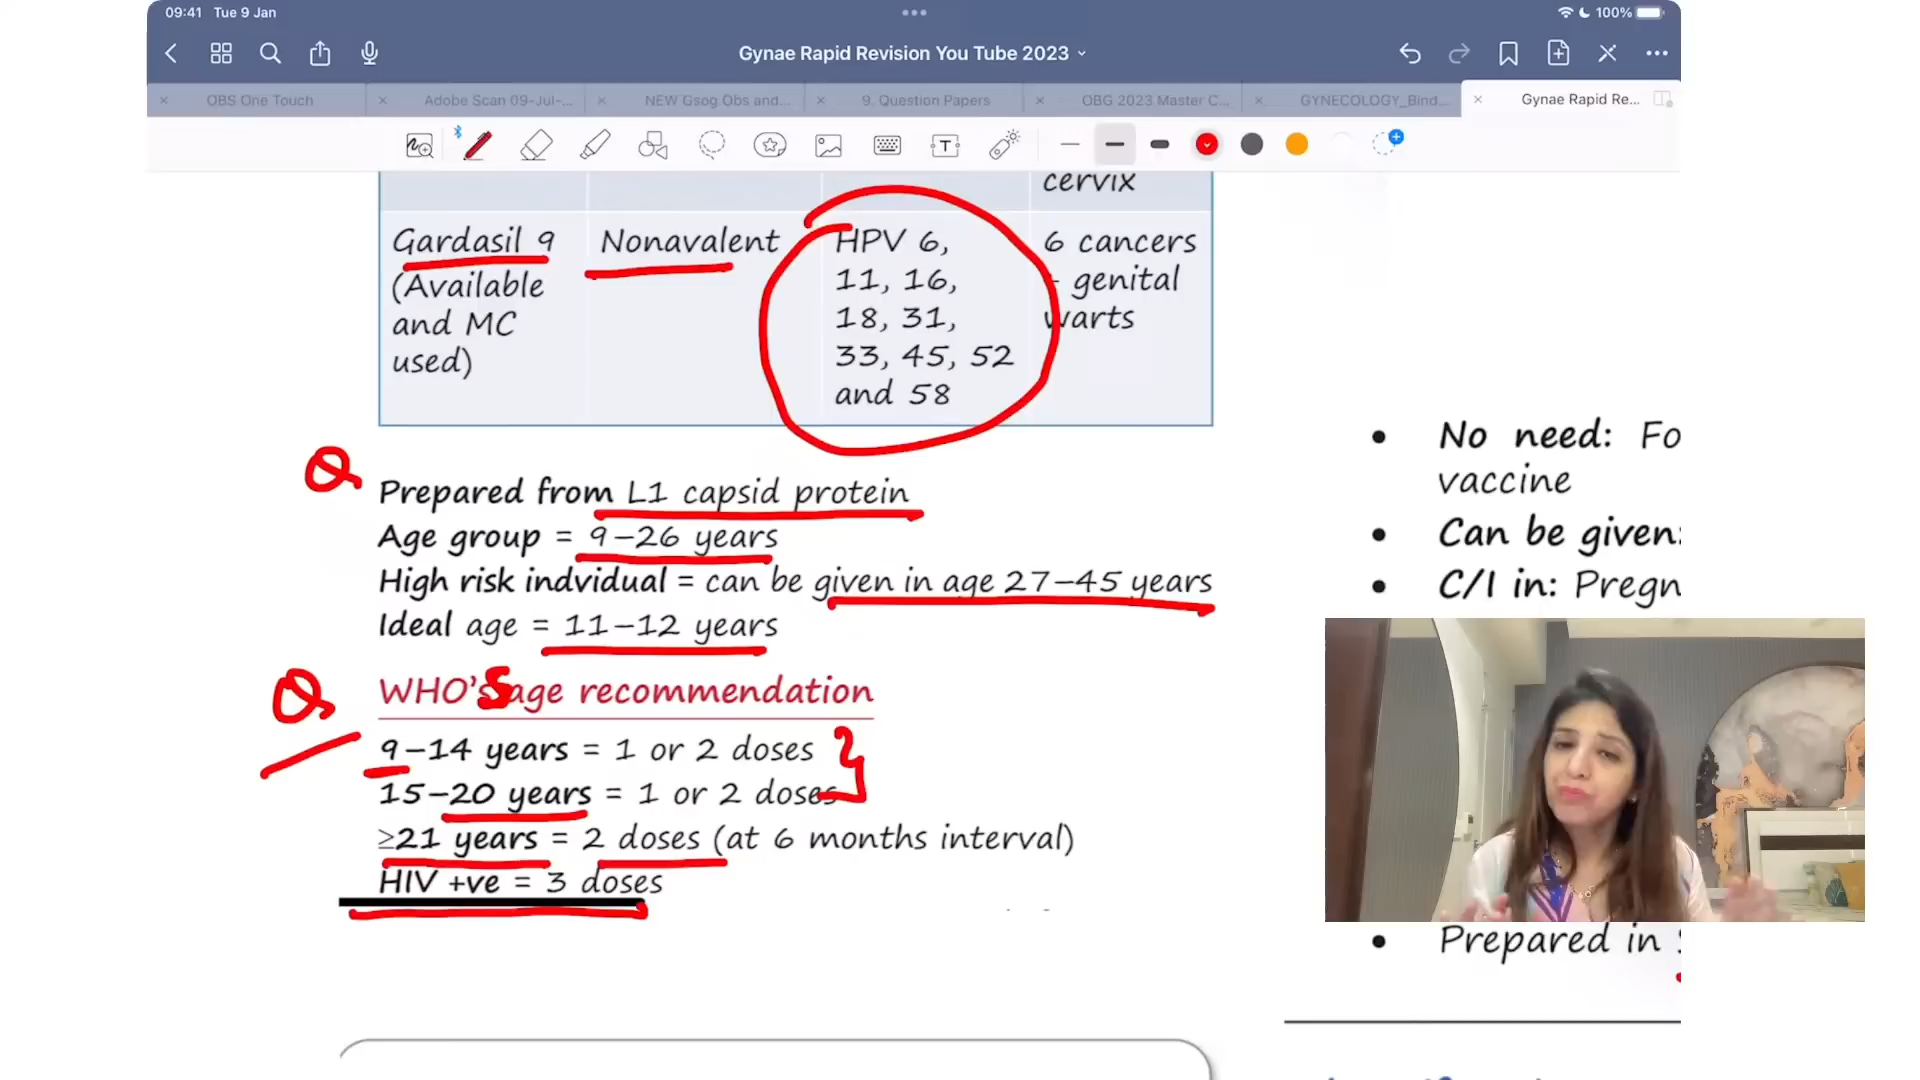 09:41 Tue 9 Jan
100%
Gynae Rapid Revision You Tube 2023
OBS One Touch
Adobe Scan 09-Jul-...
NEW Gsog Obs and...
9. Question Papers
OBG 2023 Master C...
GYNECOLOGY_Bind...
Gynae Rapid Re...
cervix
Gardasil 9
(Available
and MC
used)
Nonavalent
HPV 6,
11, 16,
18, 31,
33, 45, 52
and 58
6 cancers
+ genital
warts
Q
Prepared from L1 capsid protein
Age group = 9–26 years
High risk indvidual = can be given in age 27–45 years
Ideal age = 11–12 years
Q
WHO's age recommendation
9–14 years = 1 or 2 doses
15–20 years = 1 or 2 doses
≥21 years = 2 doses (at 6 months interval)
HIV +ve = 3 doses
• No need: Fo
vaccine
• Can be given:
• C/I in: Pregn
• Prepared in